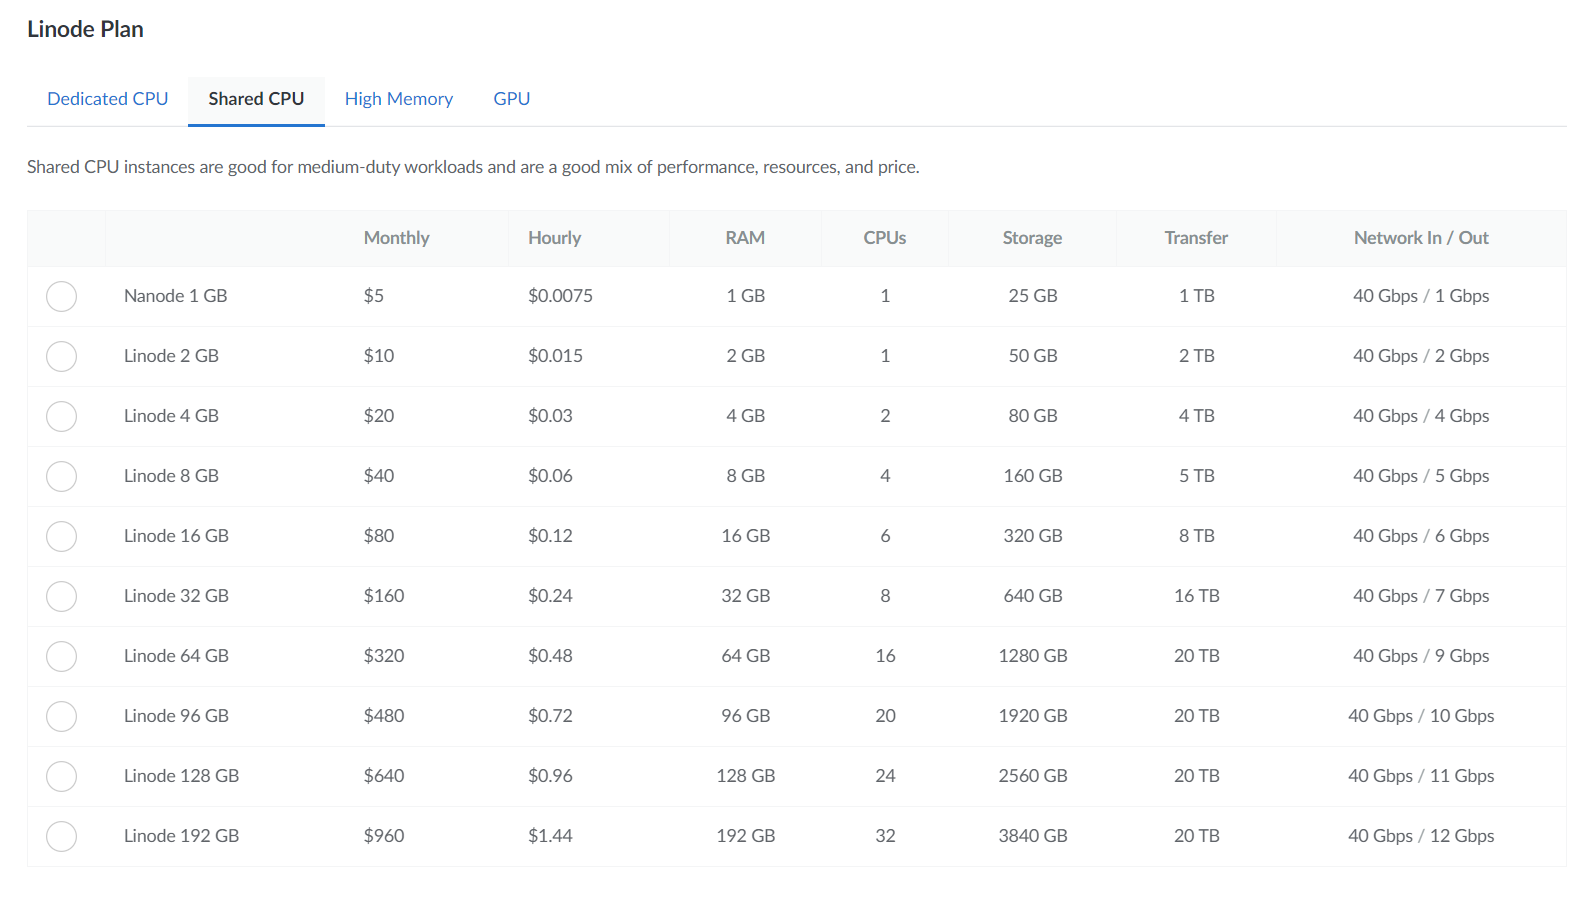 Linode Plan
Dedicated CPU Shared CPU High Memory GPU
Shared CPU instances are good for medium-duty workloads and are a good mix of performance, resources, and price.
Monthly Hourly RAM CPUs Storage Transfer Network In / Out
Nanode 1 GB $5 $0.0075 1 GB 1 25 GB 1 TB 40 Gbps / 1 Gbps
Linode 2 GB $10 $0.015 2 GB 1 50 GB 2 TB 40 Gbps / 2 Gbps
Linode 4 GB $20 $0.03 4 GB 2 80 GB 4 TB 40 Gbps / 4 Gbps
Linode 8 GB $40 $0.06 8 GB 4 160 GB 5 TB 40 Gbps / 5 Gbps
Linode 16 GB $80 $0.12 16 GB 6 320 GB 8 TB 40 Gbps / 6 Gbps
Linode 32 GB $160 $0.24 32 GB 8 640 GB 16 TB 40 Gbps / 7 Gbps
Linode 64 GB $320 $0.48 64 GB 16 1280 GB 20 TB 40 Gbps / 9 Gbps
Linode 96 GB $480 $0.72 96 GB 20 1920 GB 20 TB 40 Gbps / 10 Gbps
Linode 128 GB $640 $0.96 128 GB 24 2560 GB 20 TB 40 Gbps / 11 Gbps
Linode 192 GB $960 $1.44 192 GB 32 3840 GB 20 TB 40 Gbps / 12 Gbps